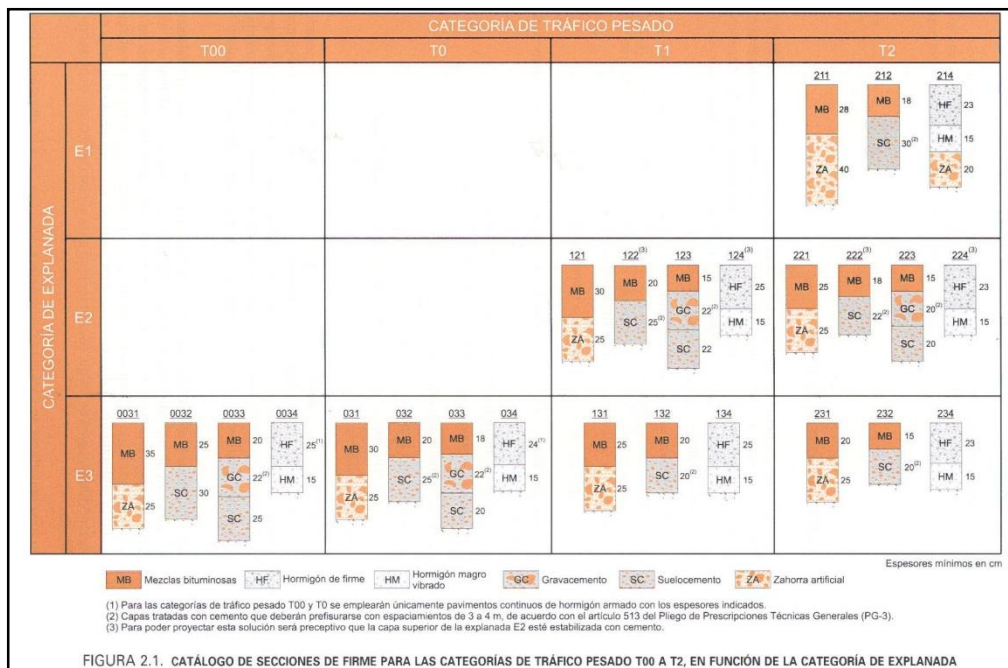 CATEGORÍA DE TRÁFICO PESADO
T00 T0 T1 T2
CATEGORÍA DE EXPLANADA
E1
211 212 214
MB 28 MB 18 HF 23
SC 30(2) HM 15
ZA 40 ZA 20
E2
121 122(3) 123 124(3) 221 222(3) 223 224(3)
MB 30 MB 20 MB 15 HF 25 MB 25 MB 18 MB 15 HF 23
ZA 25 SC 25(2) GC 22(2) HM 15 ZA 25 SC 22(2) GC 20(2) HM 15
SC 22 SC 20
E3
0031 0032 0033 0034 031 032 033 034 131 132 134 231 232 234
MB 35 MB 25 MB 20 HF 25(1) MB 30 MB 20 MB 18 HF 24(1) MB 25 MB 20 HF 25 MB 20 MB 15 HF 23
ZA 25 SC 30 GC 22(2) HM 15 ZA 25 SC 25(2) GC 22(2) HM 15 ZA 25 SC 20(2) HM 15 ZA 25 SC 20(2) HM 15
SC 25 SC 20
Espesores mínimos en cm
MB Mezclas bituminosas HF Hormigón de firme HM Hormigón magro vibrado GC Gravacemento SC Suelocemento ZA Zahorra artificial
(1) Para las categorías de tráfico pesado T00 y T0 se emplearán únicamente pavimentos continuos de hormigón armado con los espesores indicados.
(2) Capas tratadas con cemento que deberán prefisurarse con espaciamientos de 3 a 4 m, de acuerdo con el artículo 513 del Pliego de Prescripciones Técnicas Generales (PG-3).
(3) Para poder proyectar esta solución será preceptivo que la capa superior de la explanada E2 esté estabilizada con cemento.
FIGURA 2.1. CATÁLOGO DE SECCIONES DE FIRME PARA LAS CATEGORÍAS DE TRÁFICO PESADO T00 A T2, EN FUNCIÓN DE LA CATEGORÍA DE EXPLANADA